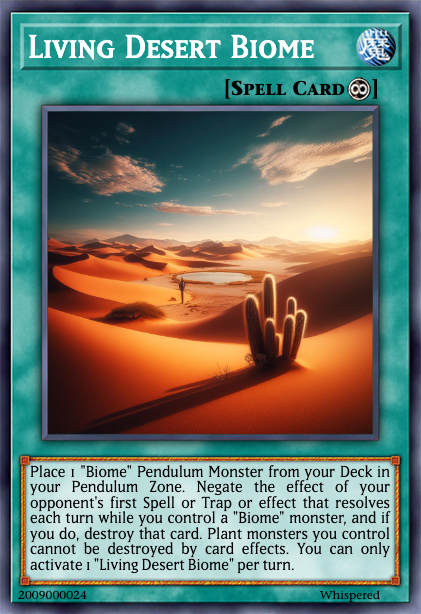 Living Desert Biome
魔
[Spell Card]
Place 1 "Biome" Pendulum Monster from your Deck in
your Pendulum Zone. Negate the effect of your
opponent's first Spell or Trap or effect that resolves
each turn while you control a "Biome" monster, and if
you do, destroy that card. Plant monsters you control
cannot be destroyed by card effects. You can only
activate 1 "Living Desert Biome" per turn.
2009000024 Whispered